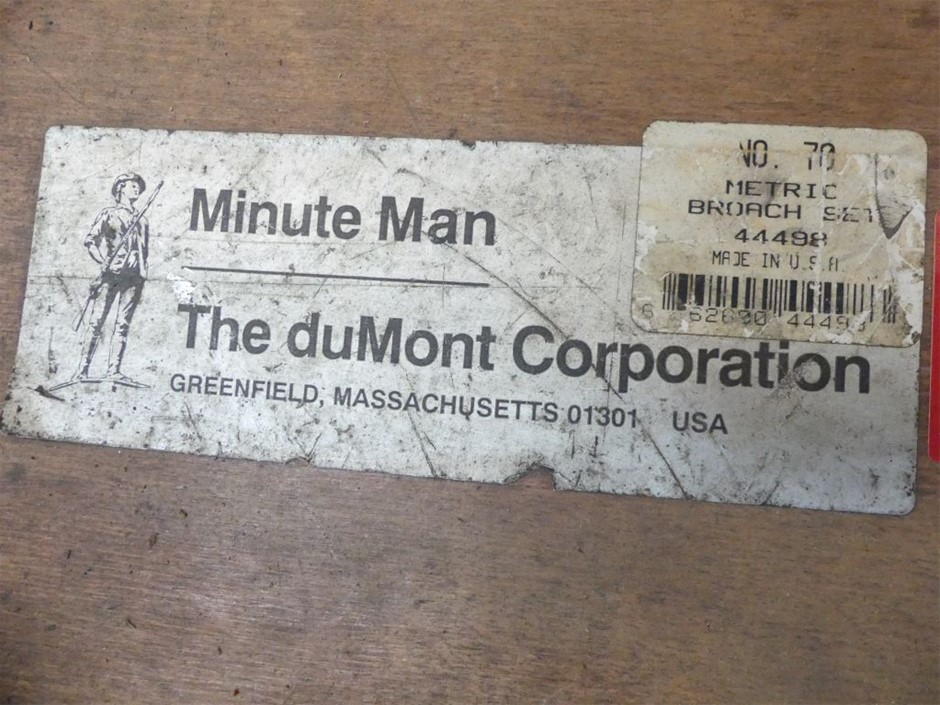 Minute Man
The duMont Corporation
GREENFIELD, MASSACHUSETTS 01301 USA
NO. 70
METRIC
BROACH SET
44498
MADE IN U.S.A